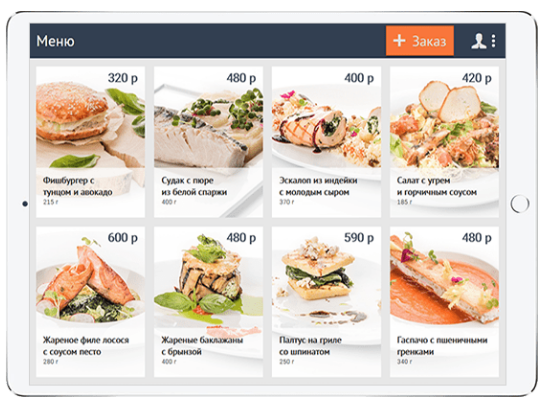 Меню
+ Заказ
320 р
Фишбургер с
тунцом и авокадо
215 г
480 р
Судак с пюре
из белой спаржи
400 г
400 р
Эскалоп из индейки
с молодым сыром
370 г
420 р
Салат с угрем
и горчичным соусом
185 г
600 р
Жареное филе лосося
с соусом песто
280 г
480 р
Жареные баклажаны
с брынзой
400 г
590 р
Палтус на гриле
со шпинатом
250 г
480 р
Гаспачо с пшеничными
гренками
340 г